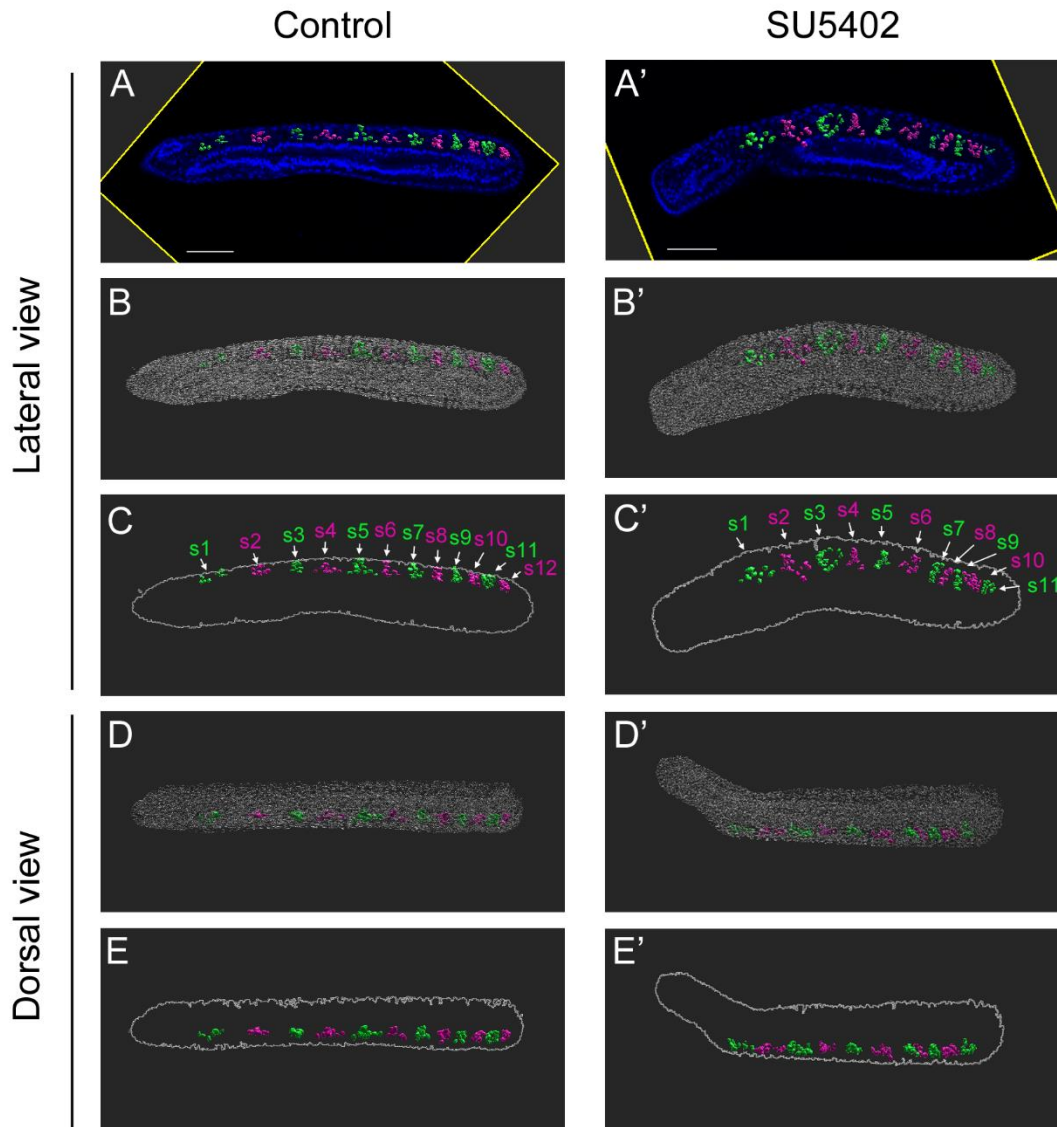 Control
SU5402
Lateral view
A
A’
B
B’
C
s1
s2
s3
s4
s5
s6
s7
s8
s9
s10
s11
s12
C’
s1
s2
s3
s4
s5
s6
s7
s8
s9
s10
s11
Dorsal view
D
D’
E
E’